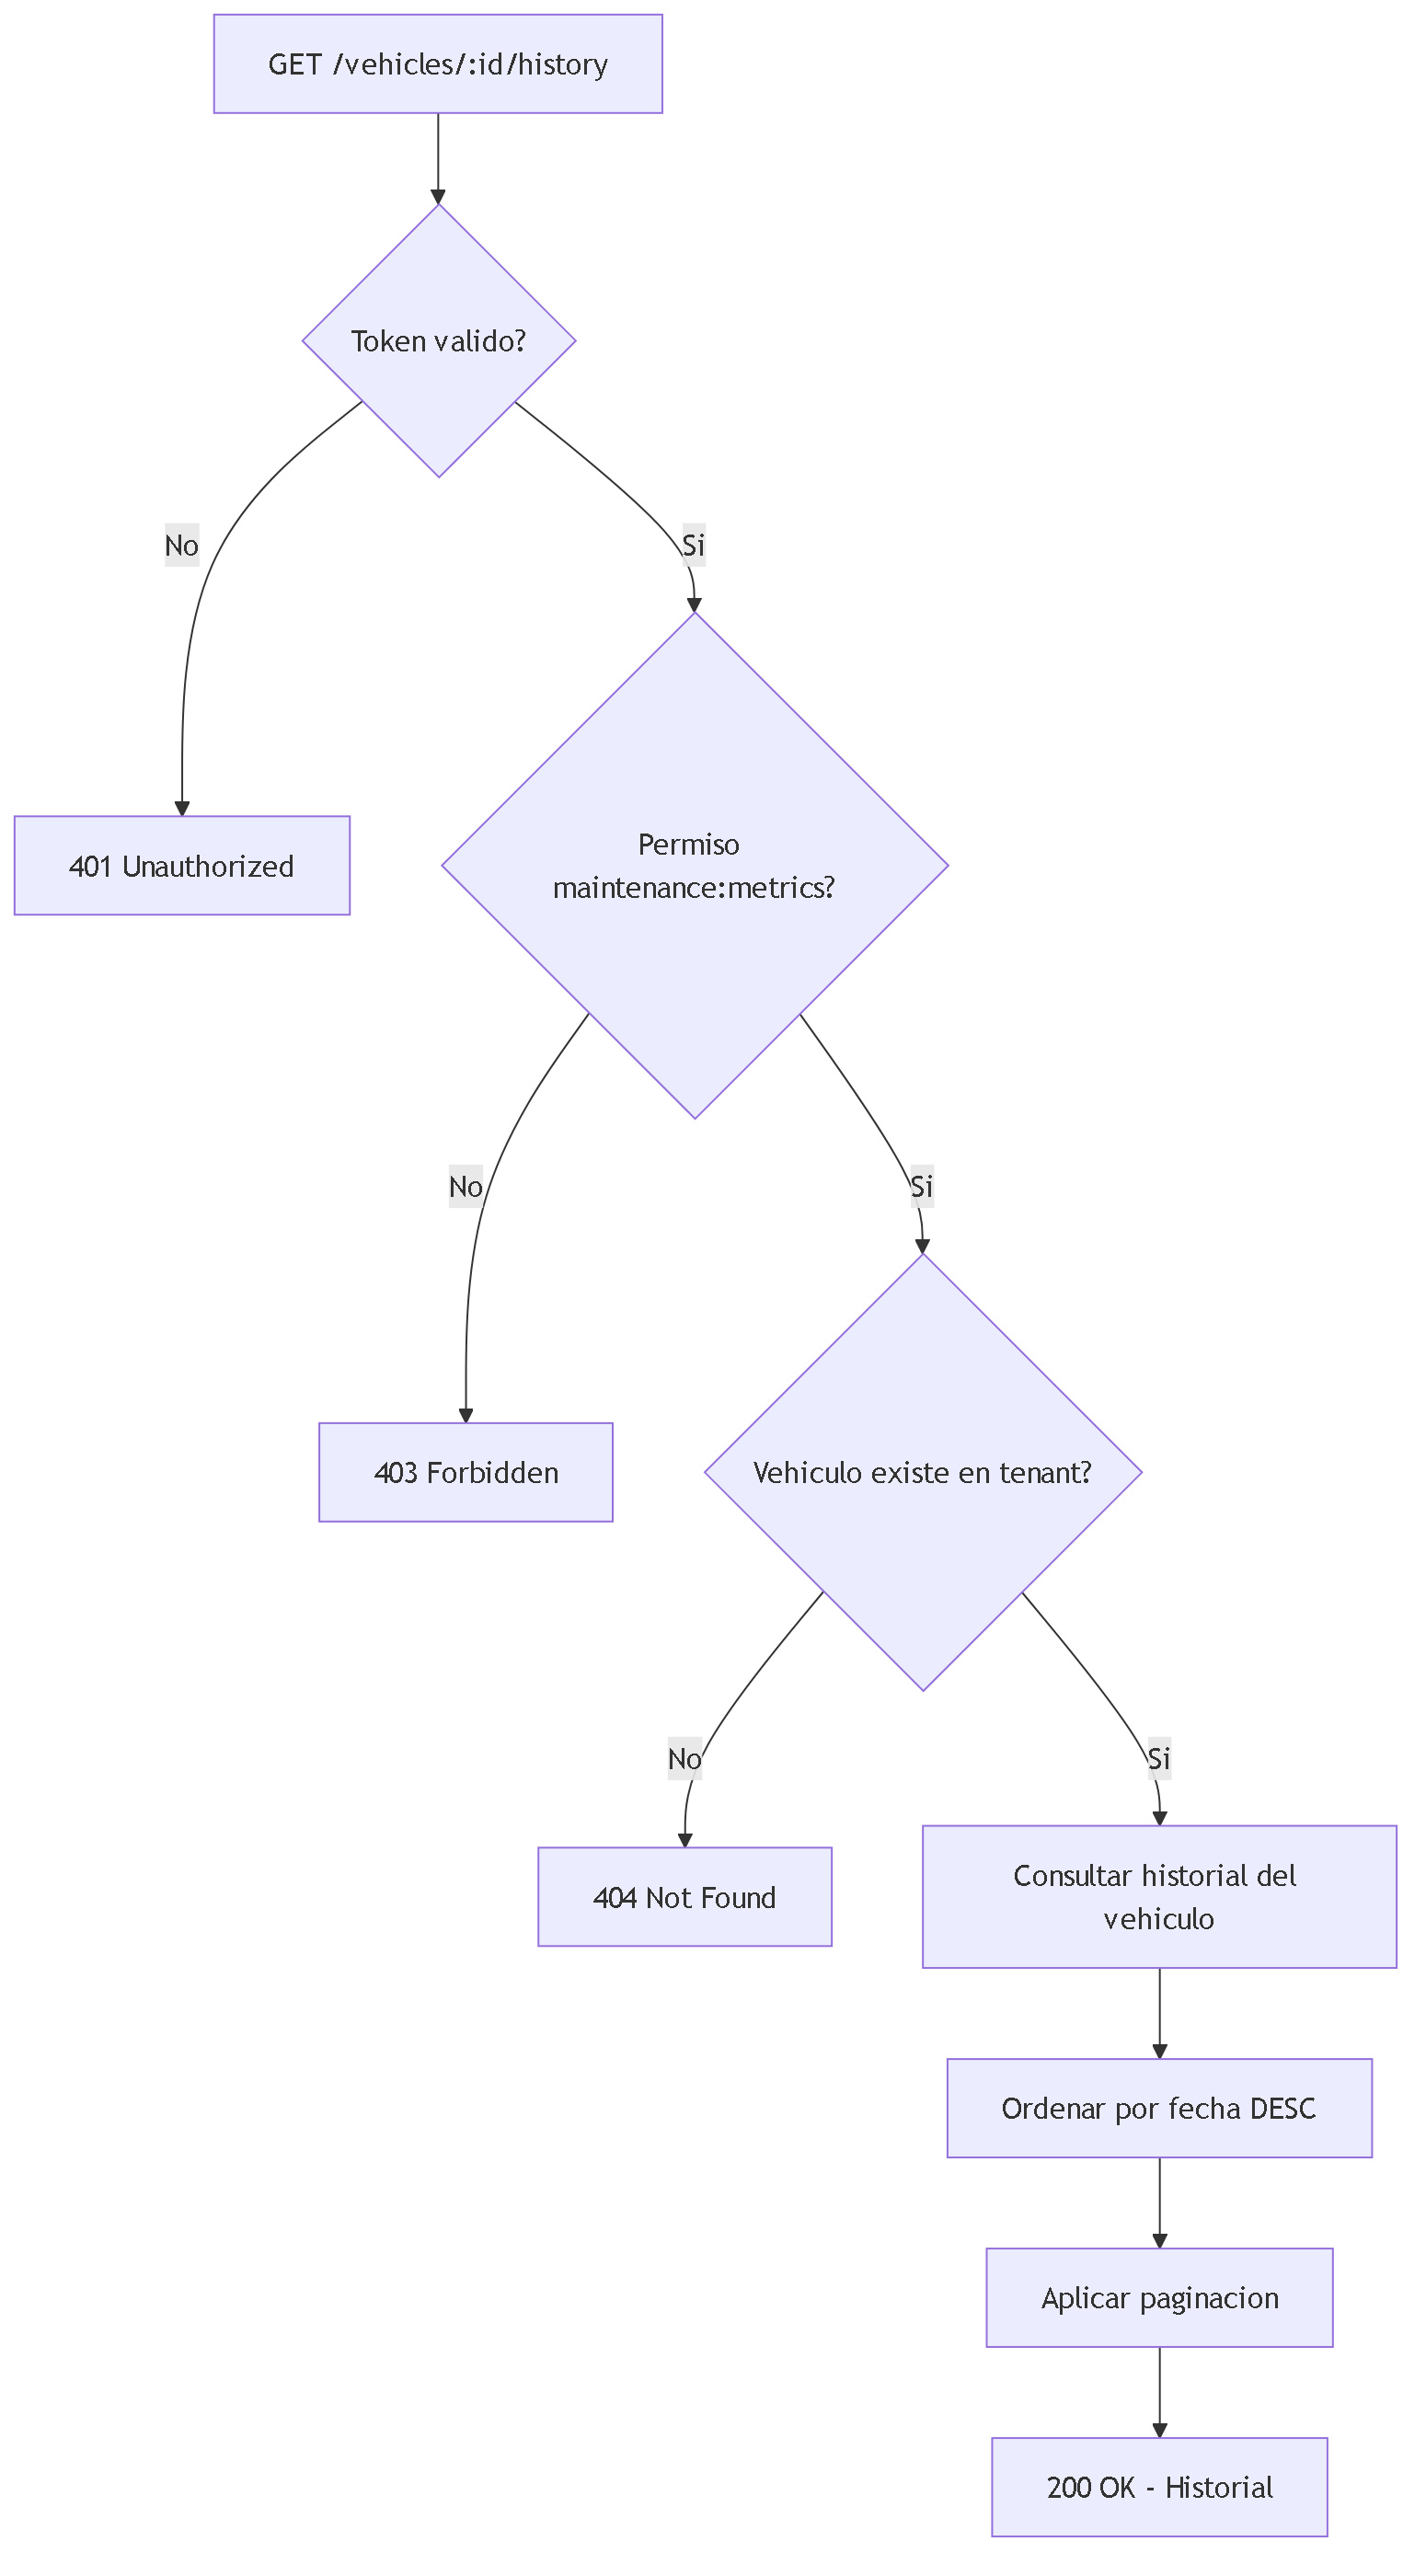 GET /vehicles/:id/history
Token valido?
No
Si
401 Unauthorized
Permiso
maintenance:metrics?
No
Si
403 Forbidden
Vehiculo existe en tenant?
No
Si
404 Not Found
Consultar historial del
vehiculo
Ordenar por fecha DESC
Aplicar paginacion
200 OK - Historial